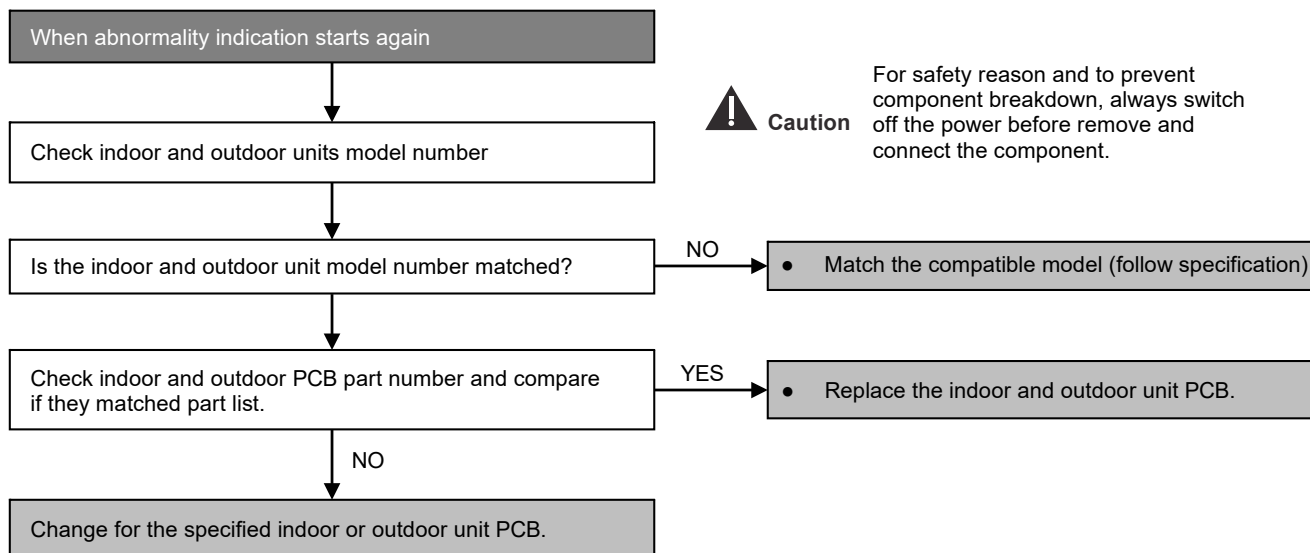 When abnormality indication starts again
For safety reason and to prevent
component breakdown, always switch
off the power before remove and
connect the component.
Caution
Check indoor and outdoor units model number
Is the indoor and outdoor unit model number matched?
NO
● Match the compatible model (follow specification)
Check indoor and outdoor PCB part number and compare
if they matched part list.
YES
● Replace the indoor and outdoor unit PCB.
NO
Change for the specified indoor or outdoor unit PCB.